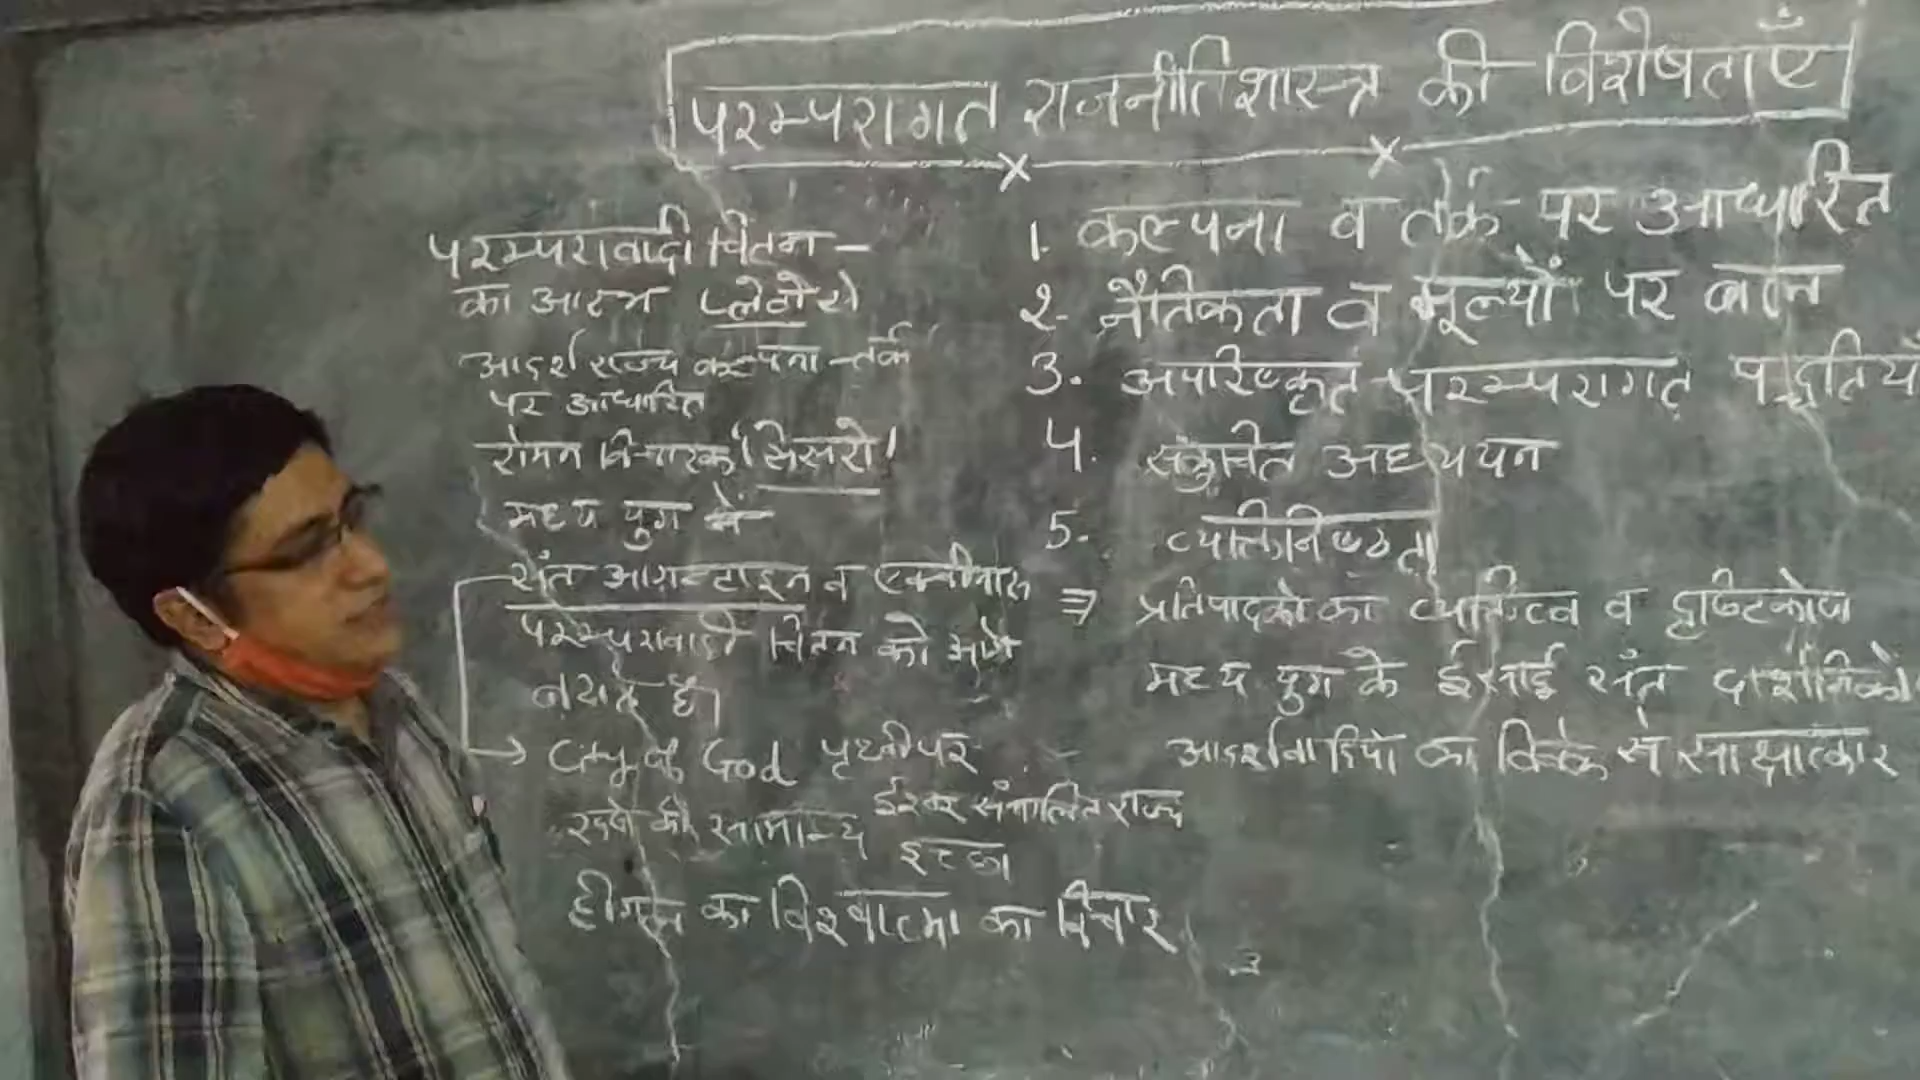 परम्परागत राजनीतिशास्त्र की विशेषताएँ
परम्परावादी चिंतन -
का आरम्भ प्लेटो से
आदर्श राज्य कल्पना - तर्क
पर आधारित
रोमन विचारक 'सिसरो'
मध्य युग में
संत आगस्टाइन व एक्वीनास
परम्परावादी चिंतन को आगे
है।
→ City of God पृथ्वी पर
ईश्वर संचालित राज्य
रूसो की सामान्य इच्छा
हीगल का विश्वात्मा का विचार
1. कल्पना व तर्क पर आधारित
2. नैतिकता व मूल्यों पर बल
3. अपरिष्कृत परम्परागत पद्धतियाँ
4. संकुचित अध्ययन
5. व्यक्तिनिष्ठता
⇒ प्रतिपादको का व्यक्तित्व व दृष्टिकोण
मध्य युग के ईसाई संत दार्शनिको
आदर्शवादियो का विवेक से साक्षात्कार